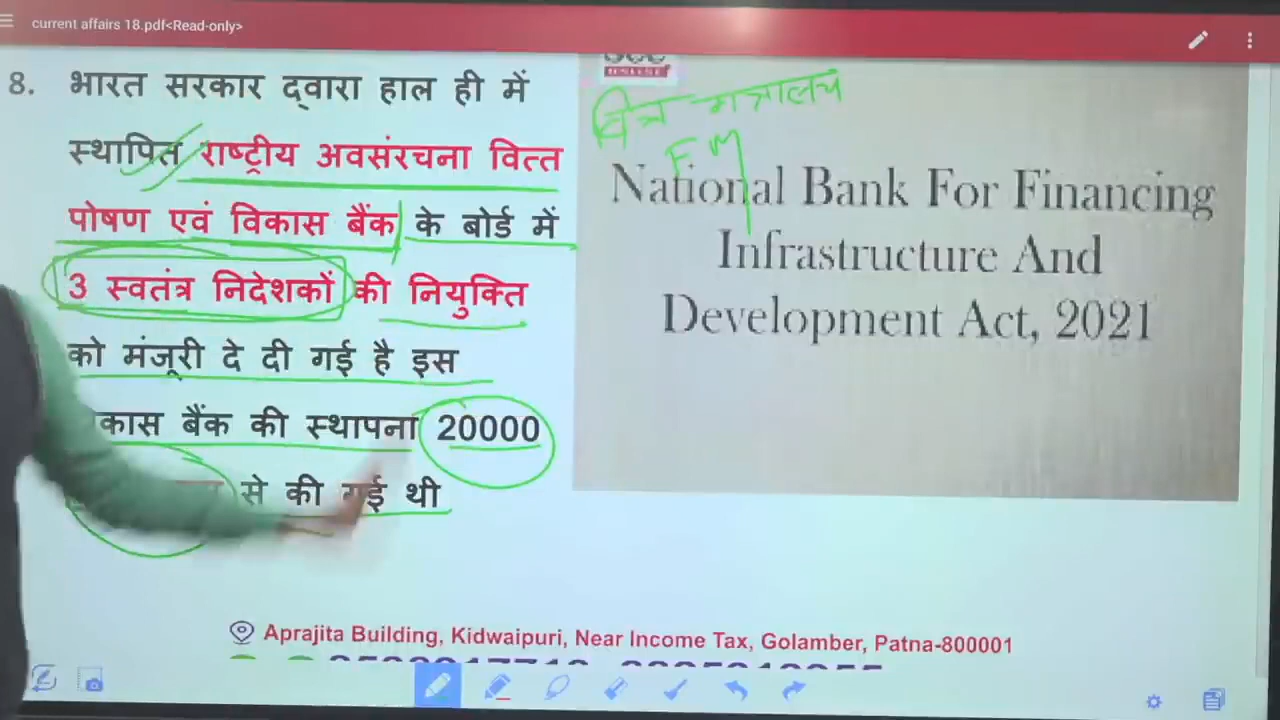 current affairs 18.pdf<Read-only>
8. भारत सरकार द्वारा हाल ही में
स्थापित राष्ट्रीय अवसंरचना वित्त
पोषण एवं विकास बैंक के बोर्ड में
3 स्वतंत्र निदेशकों की नियुक्ति
को मंजूरी दे दी गई है इस
बैंक की स्थापना 20000
से की गई थी
F M
National Bank For Financing
Infrastructure And
Development Act, 2021
Aprajita Building, Kidwaipuri, Near Income Tax, Golamber, Patna-800001